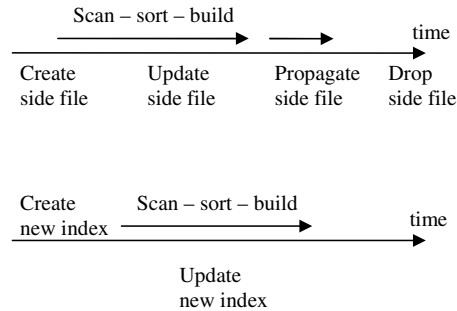 Scan – sort – build
time
Create Update Propagate Drop
side file side file side file side file
Create Scan – sort – build
new index time
Update
new index